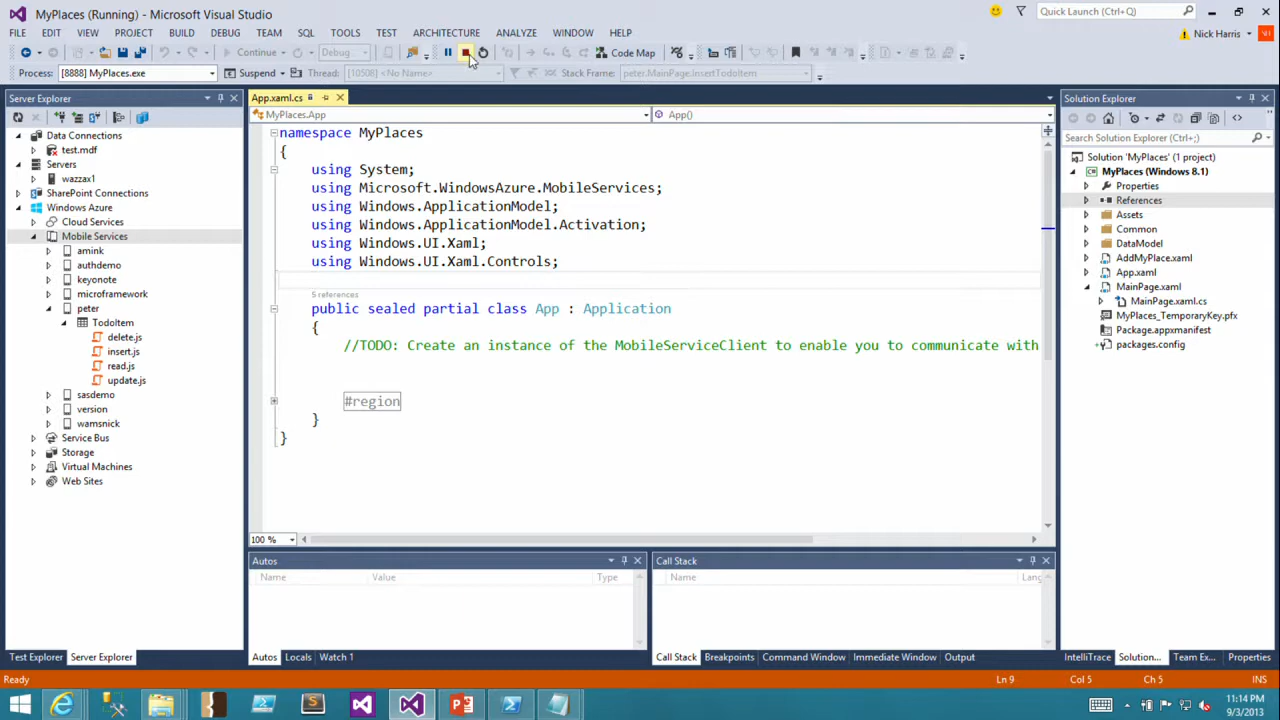 MyPlaces (Running) - Microsoft Visual Studio
Quick Launch (Ctrl+Q)
FILE EDIT VIEW PROJECT BUILD DEBUG TEAM SQL TOOLS TEST ARCHITECTURE ANALYZE WINDOW HELP
Nick Harris
Continue Debug Code Map
Process: [8888] MyPlaces.exe Suspend Thread: [10508] <No Name> Stack Frame: peter.MainPage.InsertTodoItem
Server Explorer
Data Connections
test.mdf
Servers
wazzax1
SharePoint Connections
Windows Azure
Cloud Services
Mobile Services
amink
authdemo
keyonote
microframework
peter
TodoItem
delete.js
insert.js
read.js
update.js
sasdemo
version
wamsnick
Service Bus
Storage
Virtual Machines
Web Sites
Test Explorer Server Explorer
App.xaml.cs
MyPlaces.App App()
namespace MyPlaces
{
using System;
using Microsoft.WindowsAzure.MobileServices;
using Windows.ApplicationModel;
using Windows.ApplicationModel.Activation;
using Windows.UI.Xaml;
using Windows.UI.Xaml.Controls;
5 references
public sealed partial class App : Application
{
//TODO: Create an instance of the MobileServiceClient to enable you to communicate with
#region
}
}
100 %
Autos
Name Value Type
Autos Locals Watch 1
Call Stack
Name Lang
Call Stack Breakpoints Command Window Immediate Window Output
Solution Explorer
Search Solution Explorer (Ctrl+;)
Solution 'MyPlaces' (1 project)
MyPlaces (Windows 8.1)
Properties
References
Assets
Common
DataModel
AddMyPlace.xaml
App.xaml
MainPage.xaml
MainPage.xaml.cs
MyPlaces_TemporaryKey.pfx
Package.appxmanifest
packages.config
IntelliTrace Solution... Team Ex... Properties
Ready Ln 9 Col 5 Ch 5 INS
11:14 PM
9/3/2013